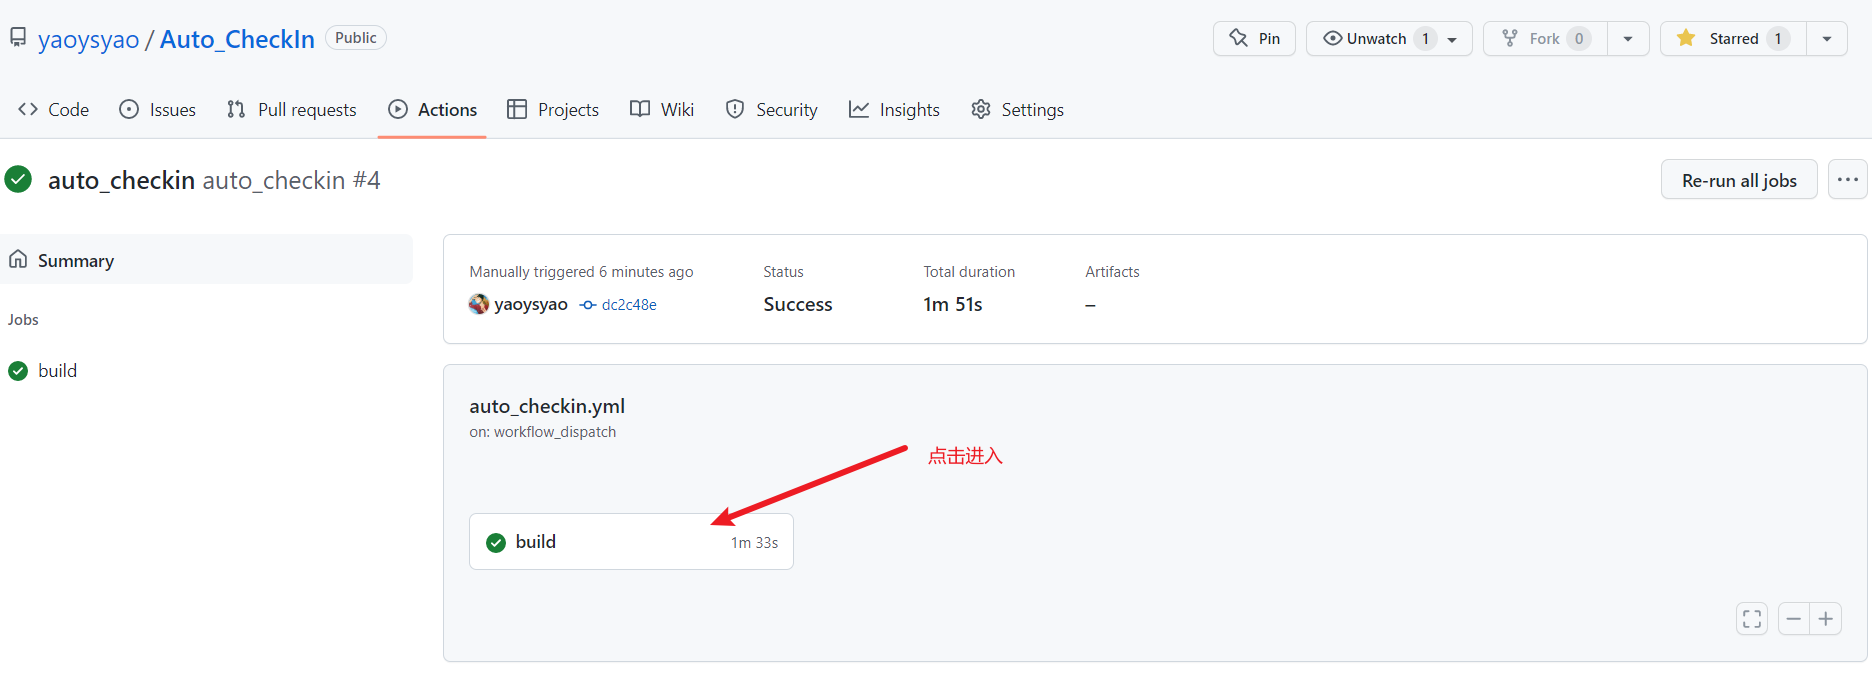 yaoysyao / Auto_CheckIn Public Pin Unwatch 1 Fork 0 Starred 1
Code Issues Pull requests Actions Projects Wiki Security Insights Settings
auto_checkin auto_checkin #4 Re-run all jobs ···
Summary
Jobs
build
Manually triggered 6 minutes ago Status Total duration Artifacts
yaoysyao dc2c48e Success 1m 51s –
auto_checkin.yml
on: workflow_dispatch
点击进入
build 1m 33s